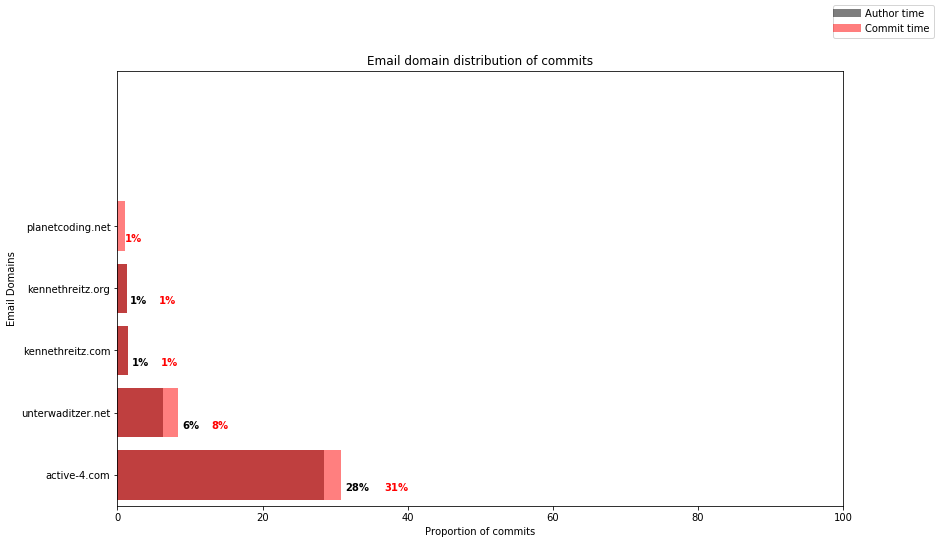 Author time
Commit time
Email domain distribution of commits
Email Domains
planetcoding.net
1%
kennethreitz.org
1% 1%
kennethreitz.com
1% 1%
unterwaditzer.net
6% 8%
active-4.com
28% 31%
0 20 40 60 80 100
Proportion of commits